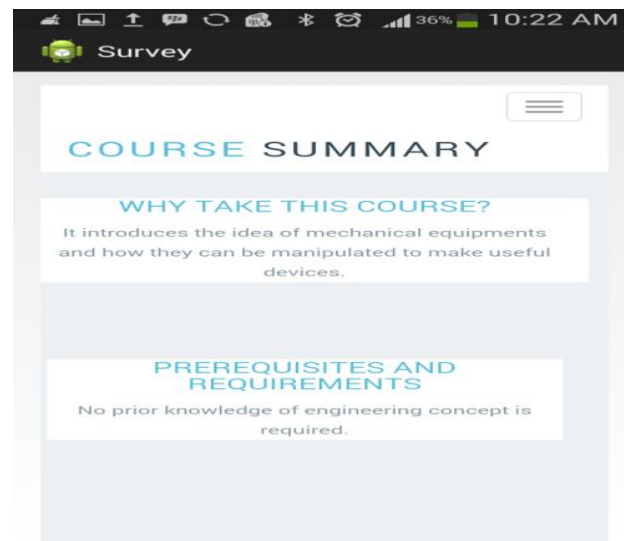 36% 10:22 AM
Survey
COURSE SUMMARY
WHY TAKE THIS COURSE?
It introduces the idea of mechanical equipments
and how they can be manipulated to make useful
devices.
PREREQUISITES AND
REQUIREMENTS
No prior knowledge of engineering concept is
required.